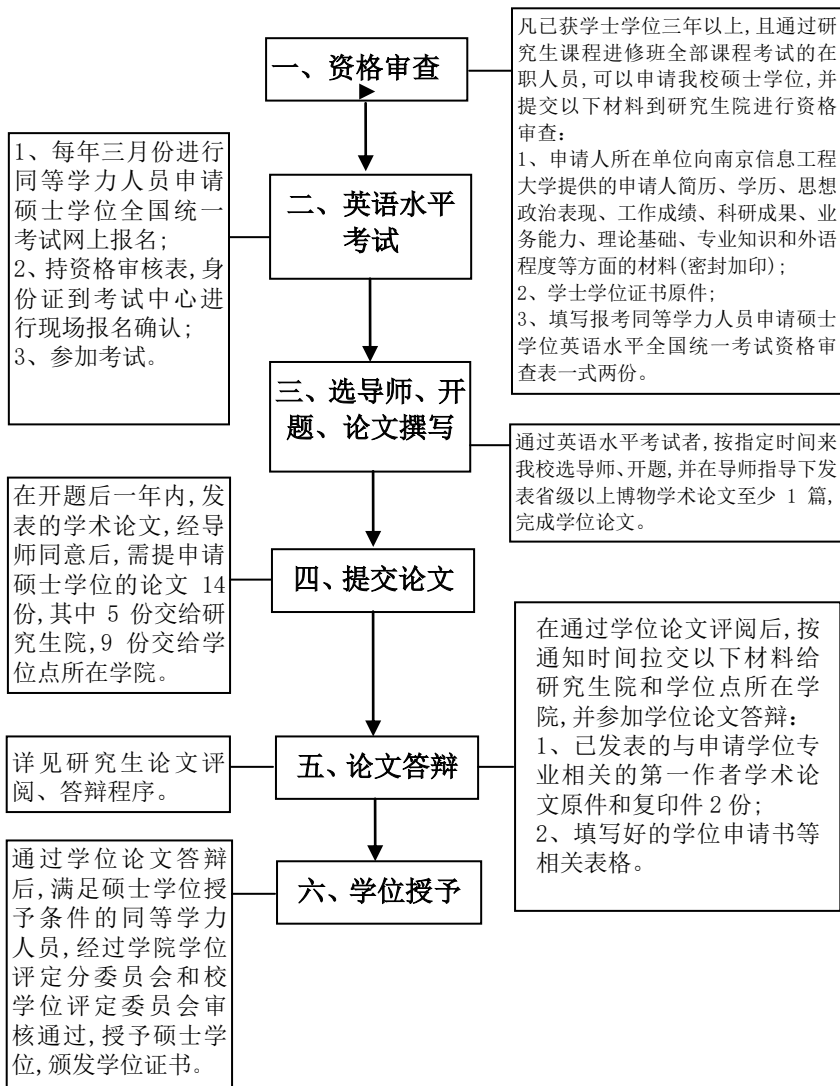 一、资格审查
凡已获学士学位三年以上,且通过研
究生课程进修班全部课程考试的在
职人员,可以申请我校硕士学位,并
提交以下材料到研究生院进行资格
审查:
1、申请人所在单位向南京信息工程
大学提供的申请人简历、学历、思想
政治表现、工作成绩、科研成果、业
务能力、理论基础、专业知识和外语
程度等方面的材料(密封加印);
2、学士学位证书原件;
3、填写报考同等学力人员申请硕士
学位英语水平全国统一考试资格审
查表一式两份。
1、每年三月份进行
同等学力人员申请
硕士学位全国统一
考试网上报名;
2、持资格审核表,身
份证到考试中心进
行现场报名确认;
3、参加考试。
二、英语水平
考试
三、选导师、开
题、论文撰写
通过英语水平考试者,按指定时间来
我校选导师、开题,并在导师指导下发
表省级以上博物学术论文至少 1 篇,
完成学位论文。
在开题后一年内,发
表的学术论文,经导
师同意后,需提申请
硕士学位的论文 14
份,其中 5 份交给研
究生院,9 份交给学
位点所在学院。
四、提交论文
在通过学位论文评阅后,按
通知时间拉交以下材料给
研究生院和学位点所在学
院,并参加学位论文答辩:
1、已发表的与申请学位专
业相关的第一作者学术论
文原件和复印件 2 份;
2、填写好的学位申请书等
相关表格。
详见研究生论文评
阅、答辩程序。
五、论文答辩
通过学位论文答辩
后,满足硕士学位授
予条件的同等学力
人员,经过学院学位
评定分委员会和校
学位评定委员会审
核通过,授予硕士学
位,颁发学位证书。
六、学位授予